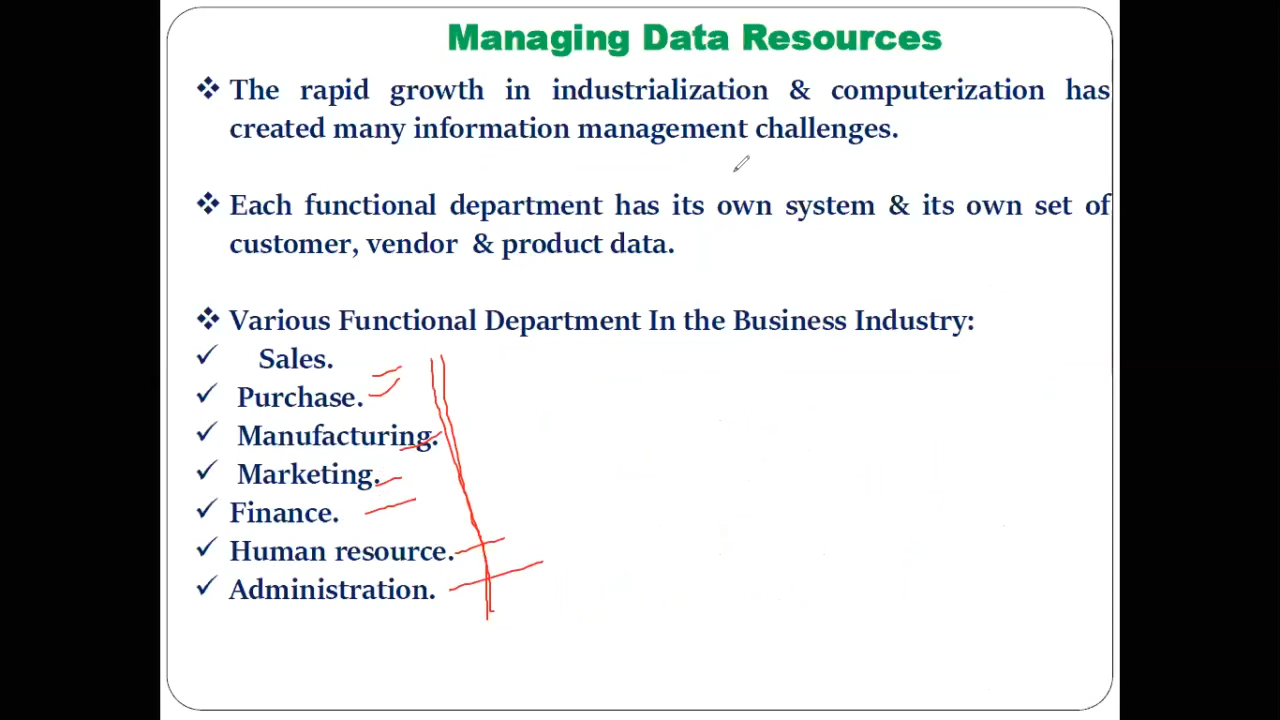 Managing Data Resources
❖ The rapid growth in industrialization & computerization has
created many information management challenges.
❖ Each functional department has its own system & its own set of
customer, vendor & product data.
❖ Various Functional Department In the Business Industry:
✓ Sales.
✓ Purchase.
✓ Manufacturing.
✓ Marketing.
✓ Finance.
✓ Human resource.
✓ Administration.